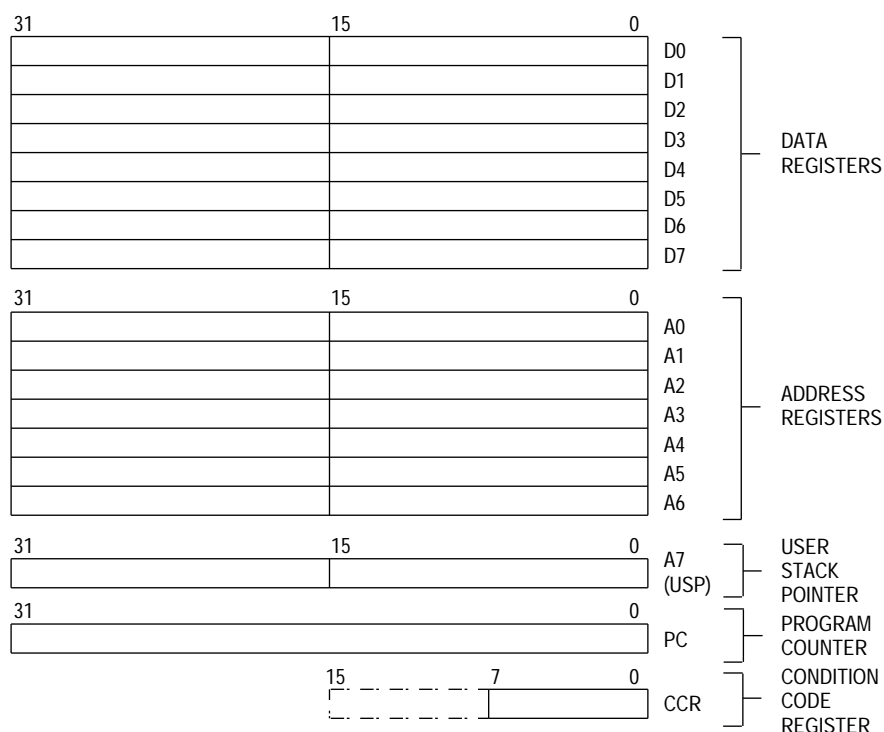 31 15 0
D0
D1
D2
D3
D4
D5
D6
D7
DATA
REGISTERS
31 15 0
A0
A1
A2
A3
A4
A5
A6
ADDRESS
REGISTERS
31 15 0
A7
(USP)
USER
STACK
POINTER
31 0
PC
PROGRAM
COUNTER
15 7 0
CCR
CONDITION
CODE
REGISTER